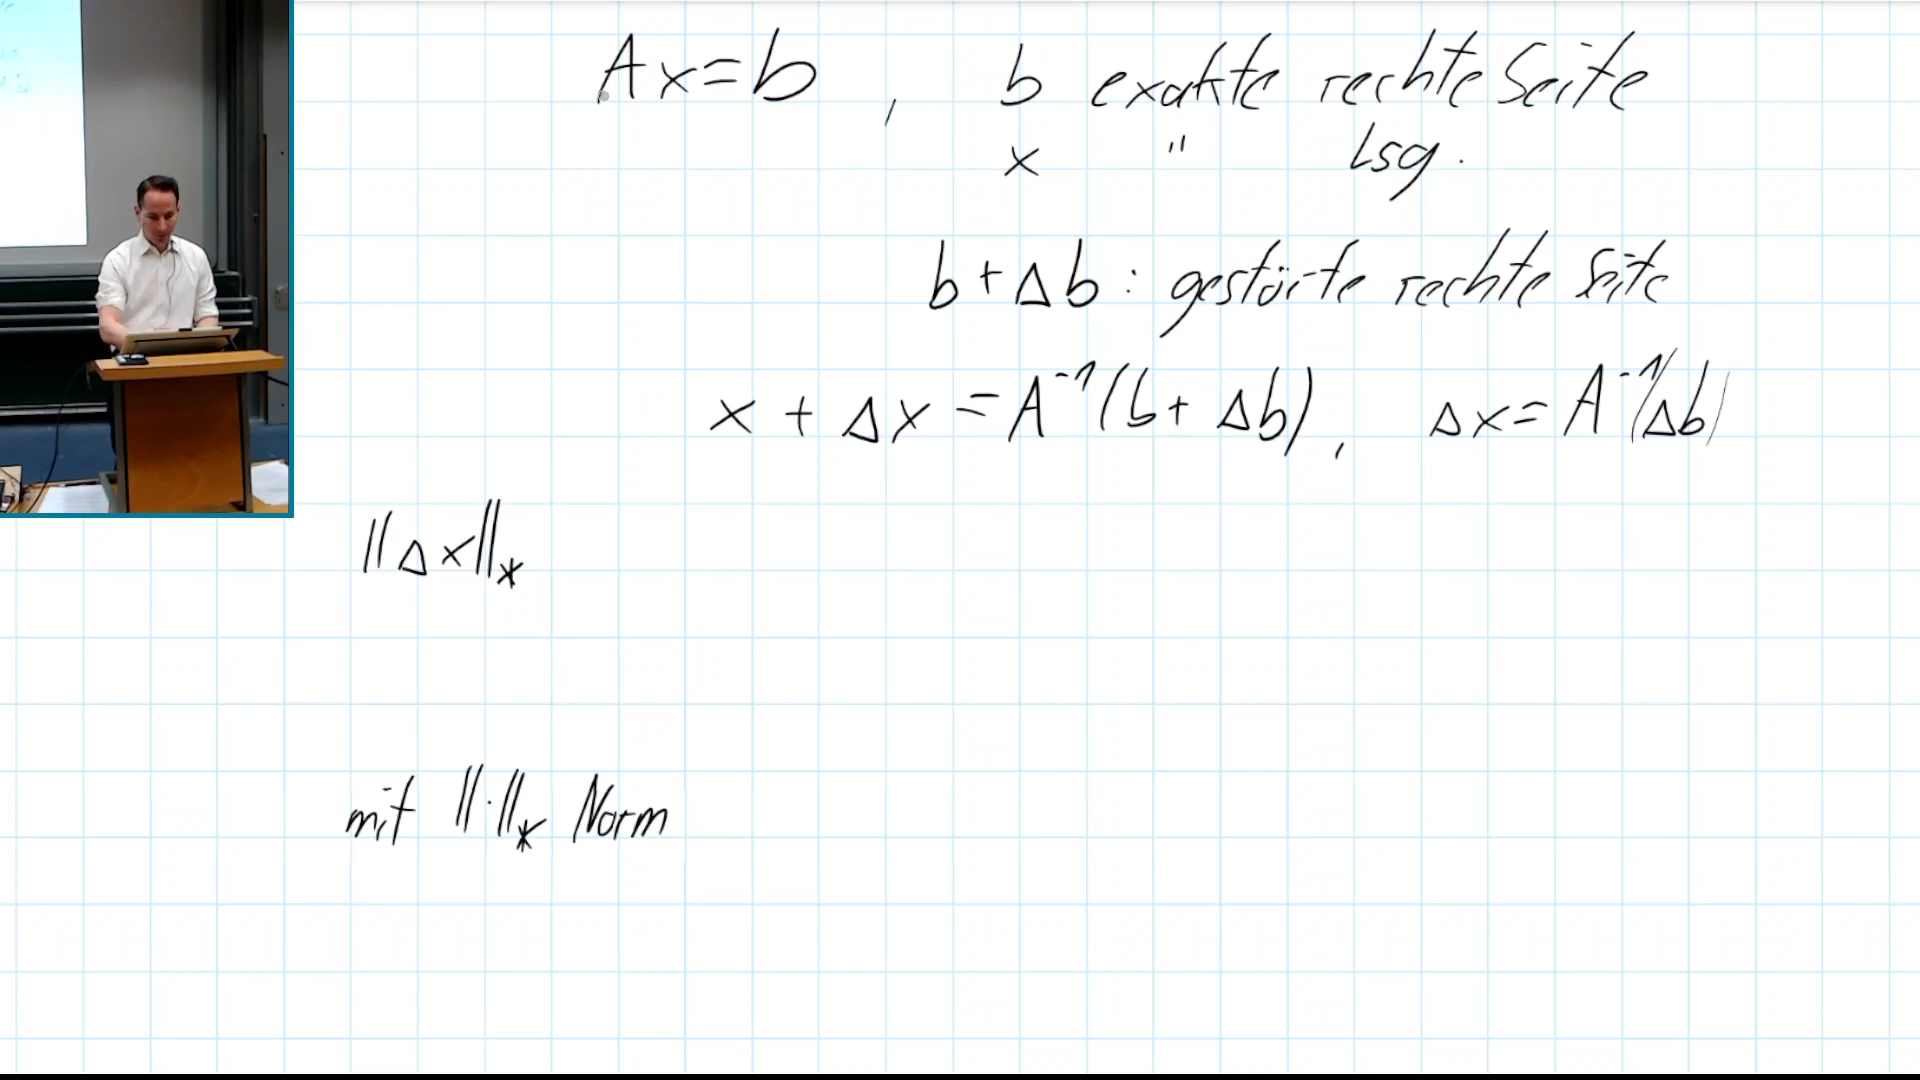 Ax=b , b exakte rechte Seite
x " Lsg.
b+Δb : gestörte rechte Seite
x + Δx = A⁻¹(b+ Δb), Δx = A⁻¹(Δb)
||Δx||∗
mit ||·||∗ Norm